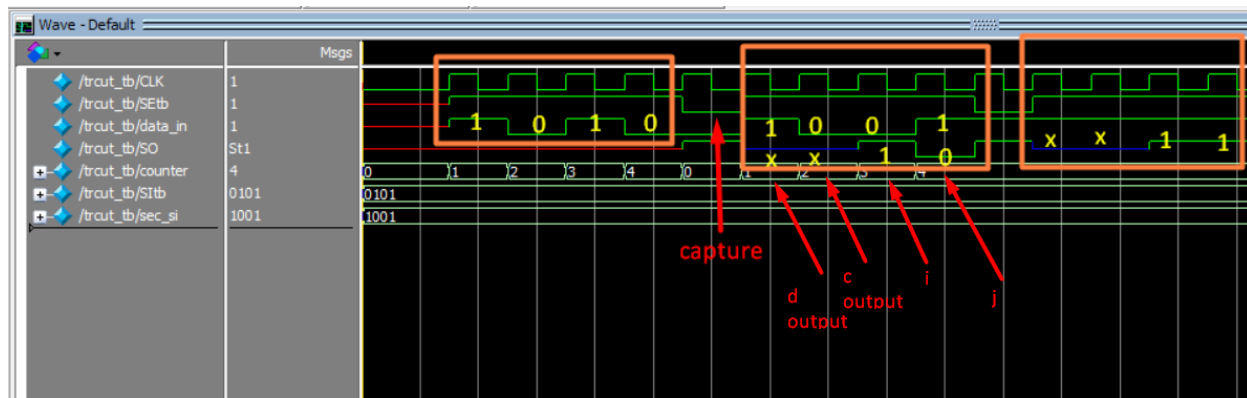 Wave - Default
Msgs
/trcut_tb/CLK 1
/trcut_tb/SEtb 1
/trcut_tb/data_in 1
/trcut_tb/SO St1
/trcut_tb/counter 4
/trcut_tb/SItb 0101
/trcut_tb/sec_si 1001
1 0 1 0
1 0 0 1
x x 1 0
x x 1 1
0 1 2 3 4 0 1 2 3 4
0101
1001
capture
d
output
c
output
i
j